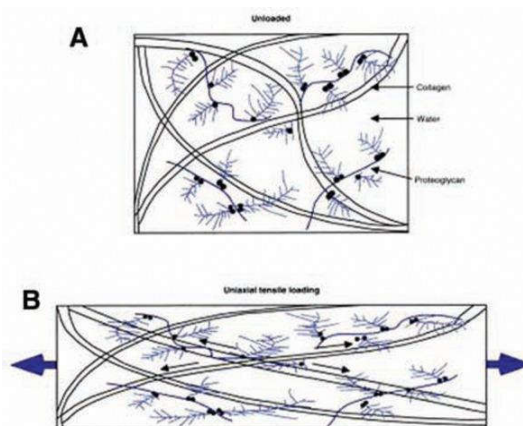 Unloaded
A
Collagen
Water
Proteoglycan
Uniaxial tensile loading
B